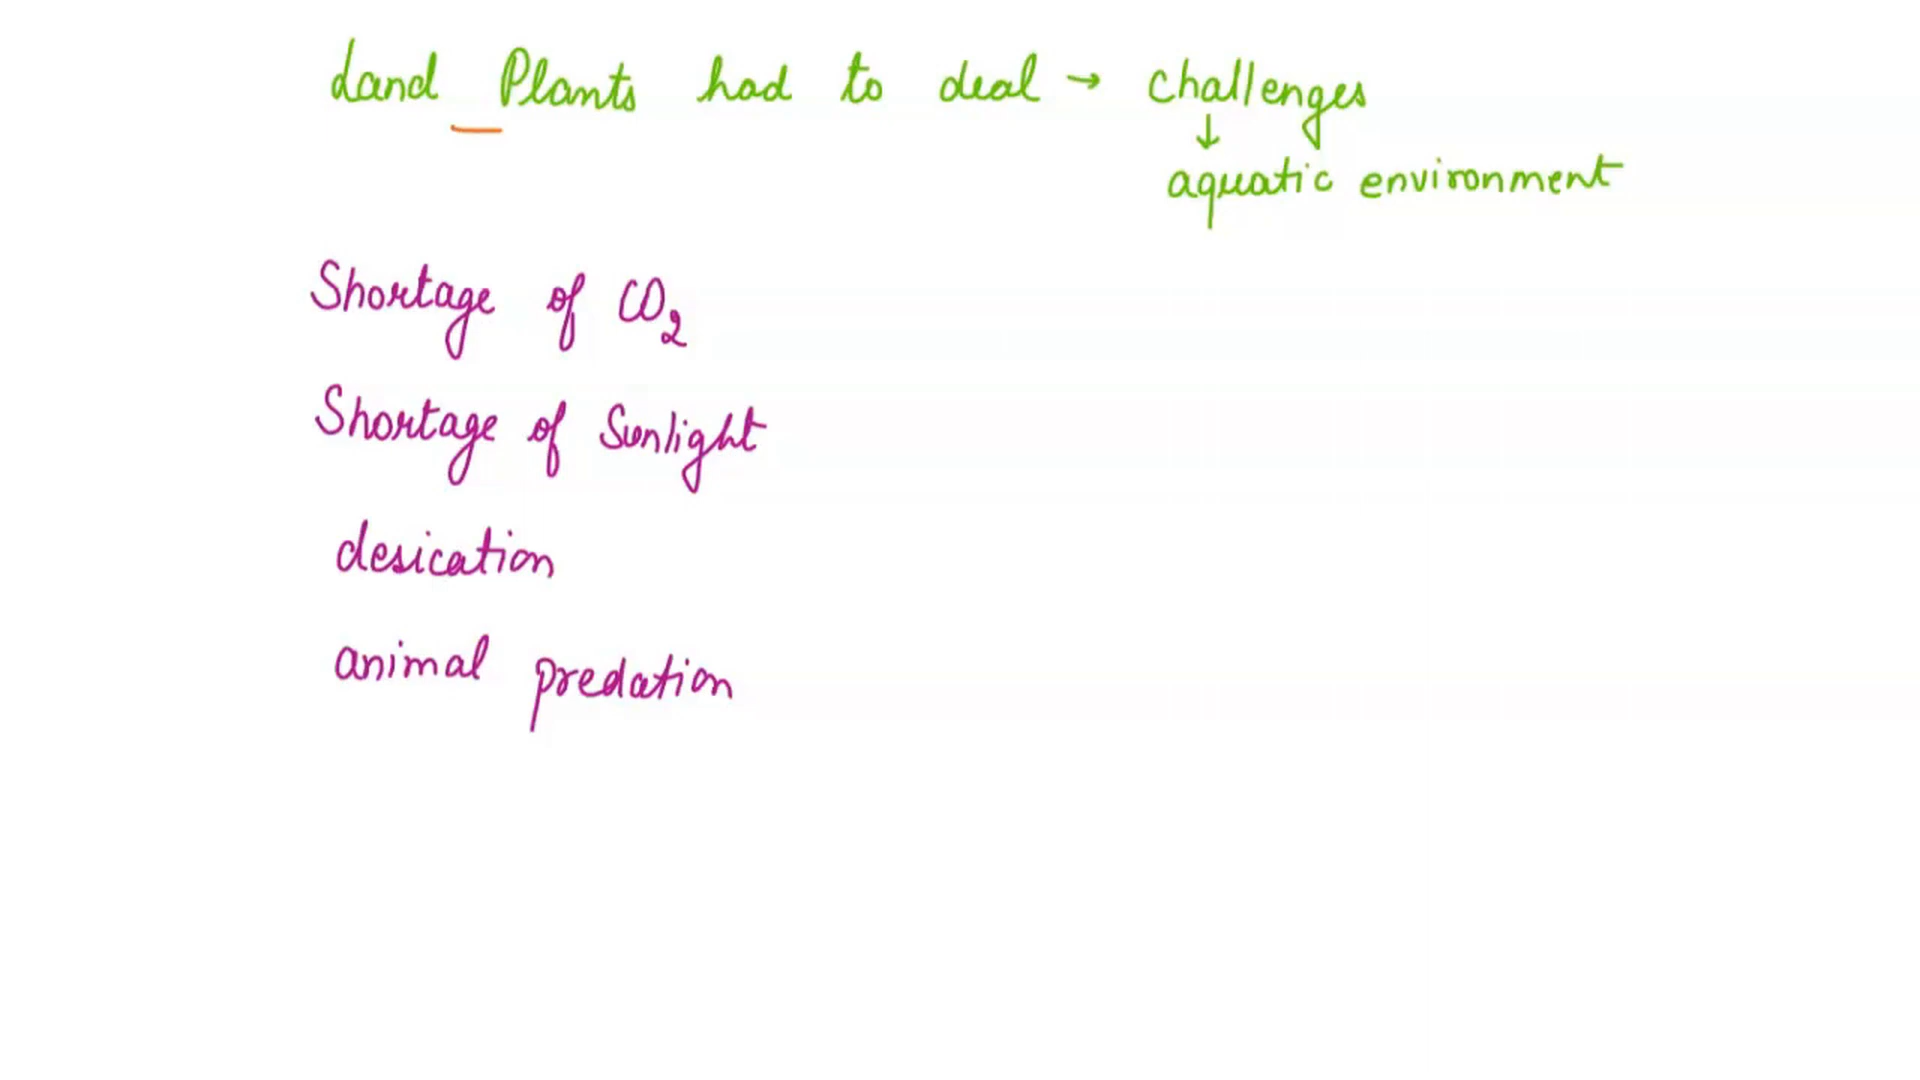 Land Plants had to deal → challenges
↓
aquatic environment
Shortage of CO₂
Shortage of Sunlight
desication
animal predation